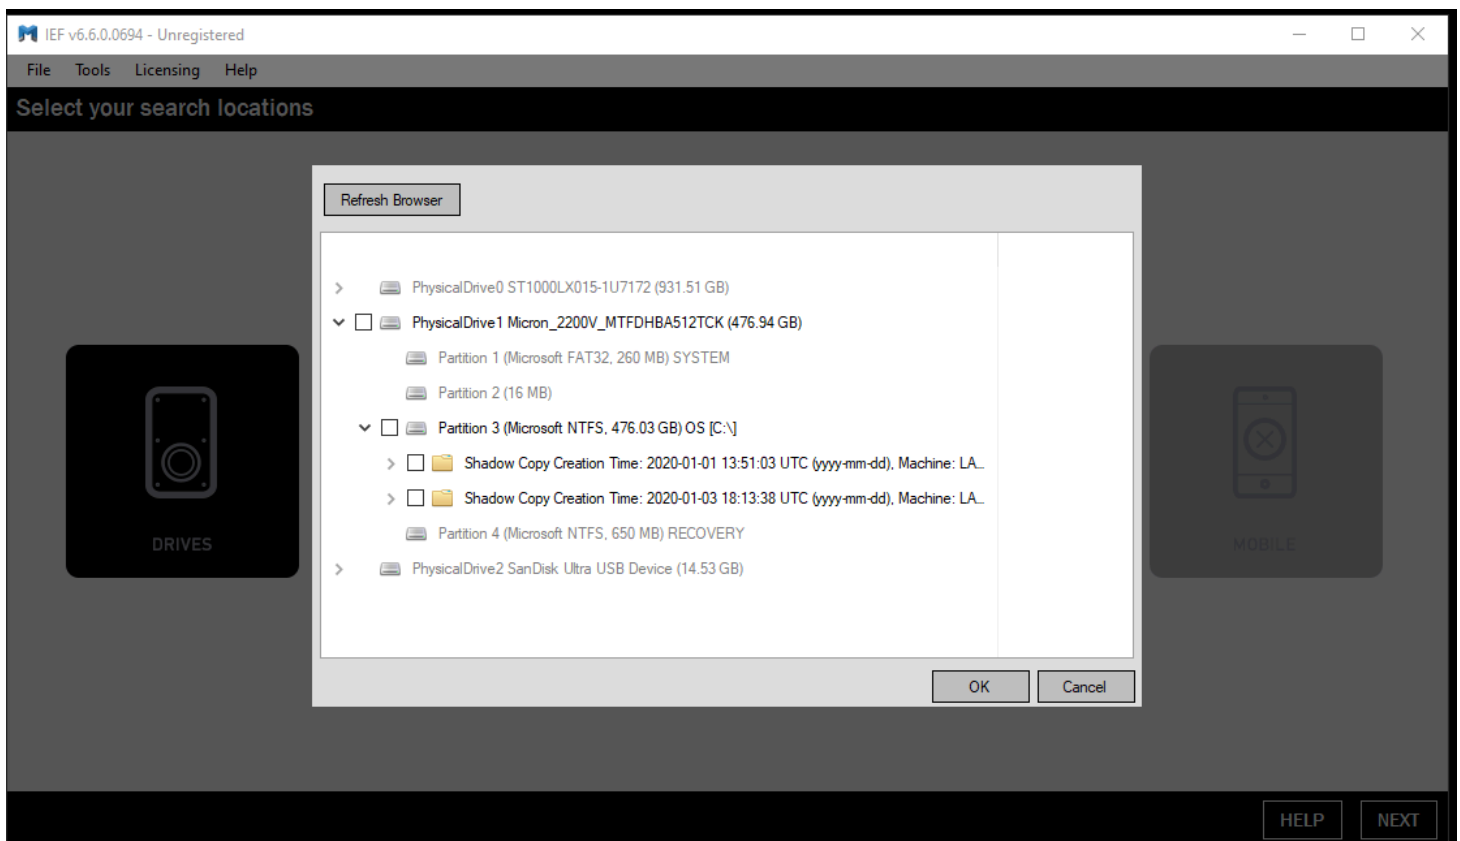 IEF v6.6.0.0694 - Unregistered
File Tools Licensing Help
Select your search locations
Refresh Browser
PhysicalDrive0 ST1000LX015-1U7172 (931.51 GB)
PhysicalDrive1 Micron_2200V_MTFDHBA512TCK (476.94 GB)
Partition 1 (Microsoft FAT32, 260 MB) SYSTEM
Partition 2 (16 MB)
Partition 3 (Microsoft NTFS, 476.03 GB) OS [C:\]
Shadow Copy Creation Time: 2020-01-01 13:51:03 UTC (yyyy-mm-dd), Machine: LA...
Shadow Copy Creation Time: 2020-01-03 18:13:38 UTC (yyyy-mm-dd), Machine: LA...
Partition 4 (Microsoft NTFS, 650 MB) RECOVERY
PhysicalDrive2 SanDisk Ultra USB Device (14.53 GB)
DRIVES
MOBILE
OK Cancel
HELP NEXT